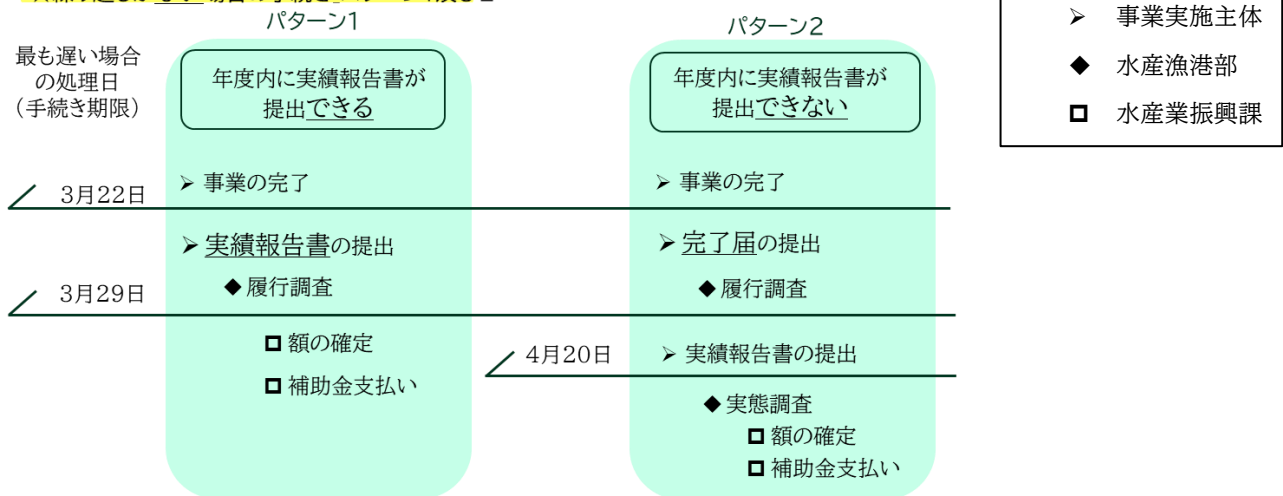 パターン1
パターン2
最も遅い場合
の処理日
(手続き期限)
年度内に実績報告書が
提出できる
年度内に実績報告書が
提出できない
➢ 事業実施主体
◆ 水産漁港部
□ 水産業振興課
3月22日
➢ 事業の完了
➢ 事業の完了
➢ 実績報告書の提出
➢ 完了届の提出
3月29日
◆ 履行調査
◆ 履行調査
□ 額の確定
□ 補助金支払い
4月20日
➢ 実績報告書の提出
◆ 実態調査
□ 額の確定
□ 補助金支払い